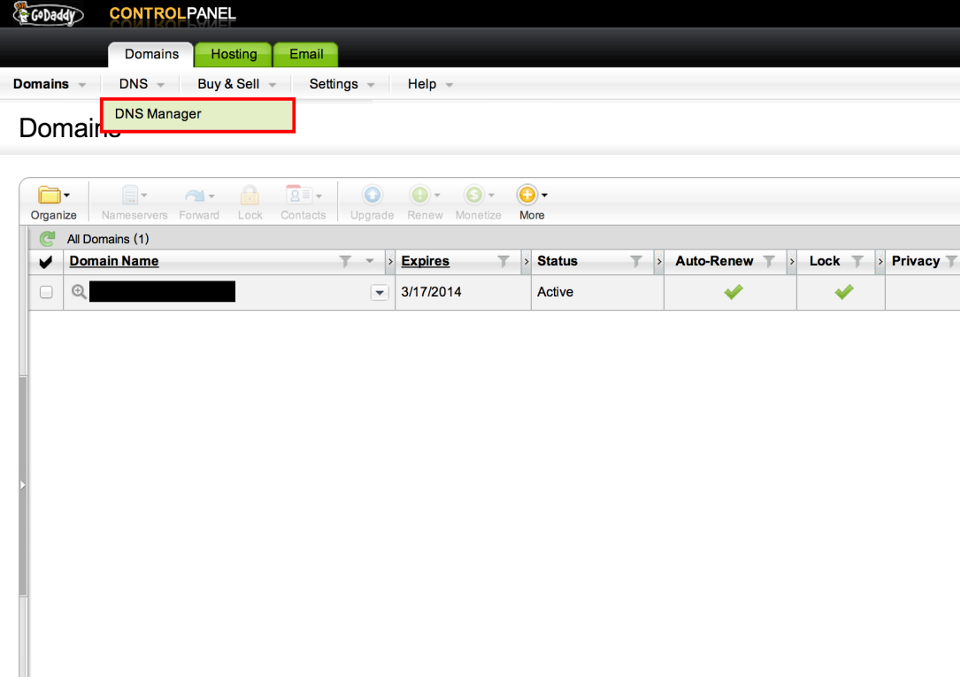 GoDaddy CONTROLPANEL
Domains Hosting Email
Domains DNS Buy & Sell Settings Help
DNS Manager
Domains
Organize Nameservers Forward Lock Contacts Upgrade Renew Monetize More
All Domains (1)
Domain Name Expires Status Auto-Renew Lock Privacy
3/17/2014 Active